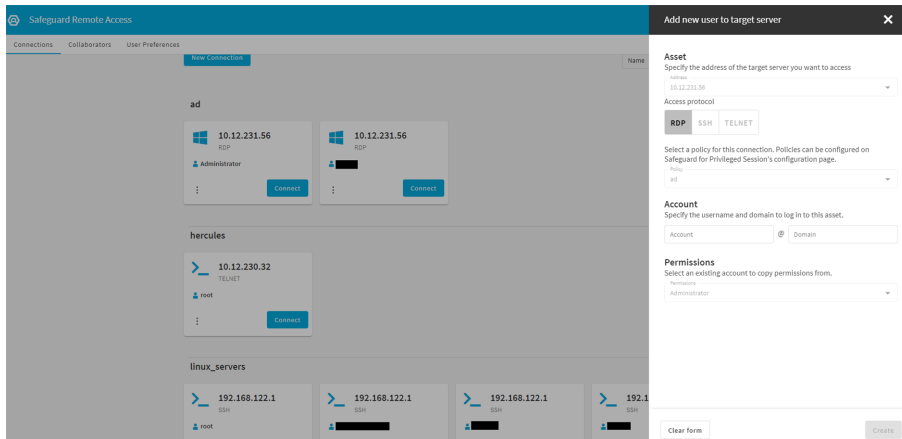 Safeguard Remote Access
Connections Collaborators User Preferences
New Connection
Name
ad
10.12.231.56
RDP
Administrator
Connect
10.12.231.56
RDP
Connect
hercules
10.12.230.32
TELNET
root
Connect
linux_servers
192.168.122.1
SSH
root
192.168.122.1
SSH
192.168.122.1
SSH
192.1
SSH
Add new user to target server
Asset
Specify the address of the target server you want to access
Address
10.12.231.56
Access protocol
RDP SSH TELNET
Select a policy for this connection. Policies can be configured on
Safeguard for Privileged Session's configuration page.
Policy
ad
Account
Specify the username and domain to log in to this asset.
Account @ Domain
Permissions
Select an existing account to copy permissions from.
Permissions
Administrator
Clear form Create